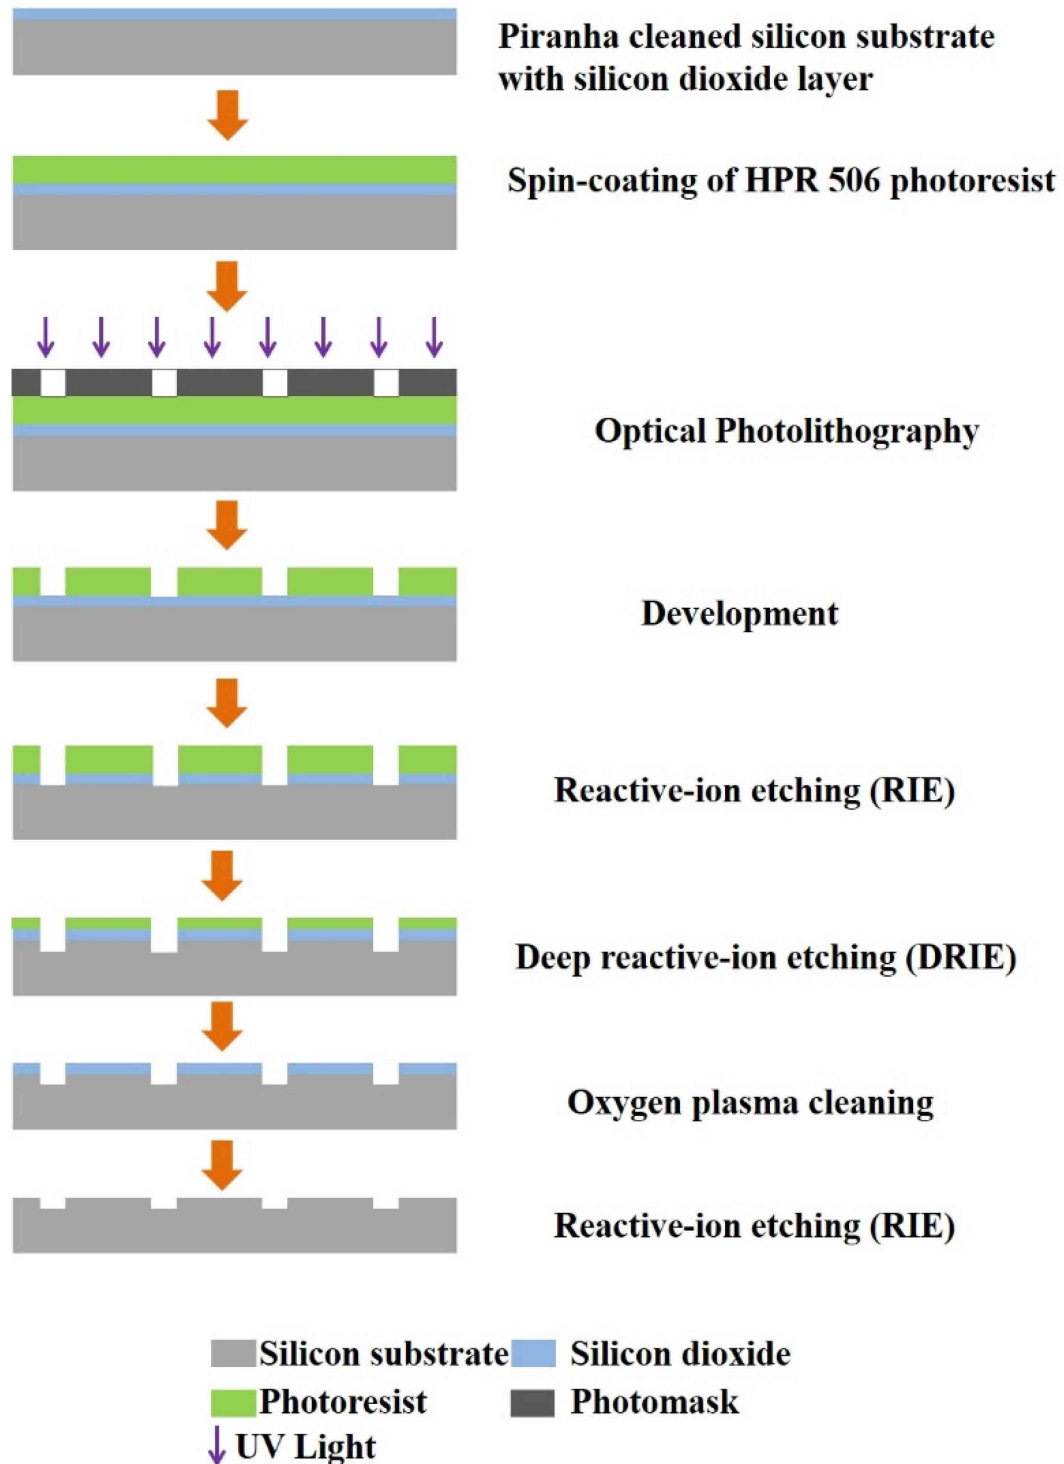 Piranha cleaned silicon substrate
with silicon dioxide layer
Spin-coating of HPR 506 photoresist
Optical Photolithography
Development
Reactive-ion etching (RIE)
Deep reactive-ion etching (DRIE)
Oxygen plasma cleaning
Reactive-ion etching (RIE)
Silicon substrate Silicon dioxide
Photoresist Photomask
UV Light